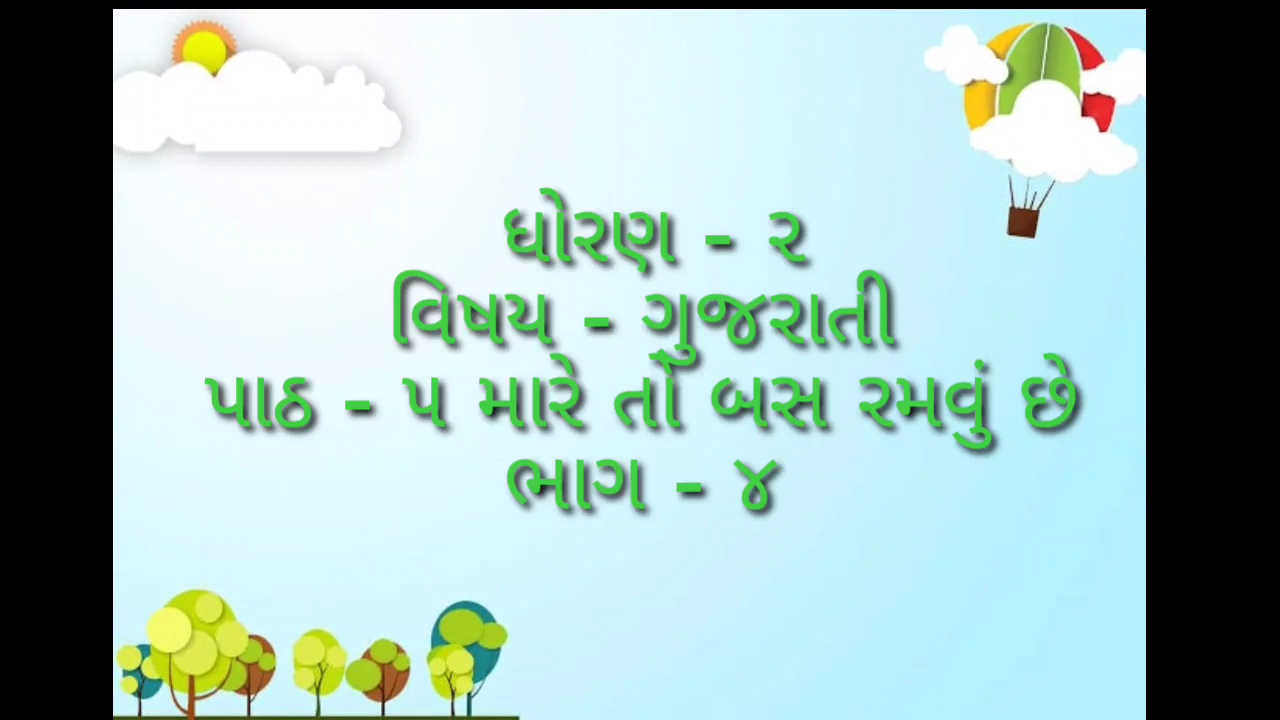 ધોરણ - ૨
વિષય - ગુજરાતી
પાઠ - ૫ મારે તો બસ રમવું છે
ભાગ - ૪